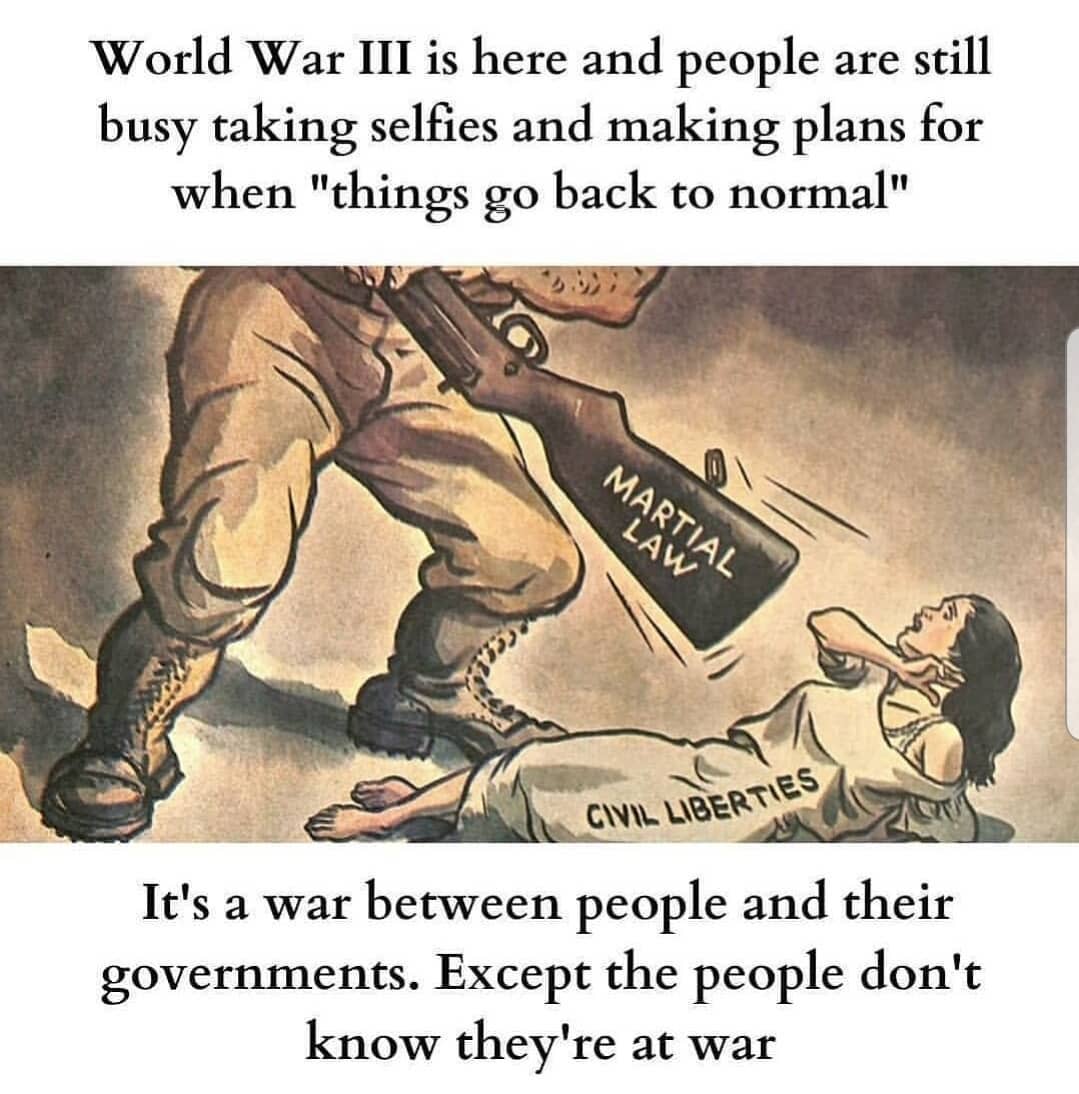 World War III is here and people are still
busy taking selfies and making plans for
when "things go back to normal"
MARTIAL
LAW
CIVIL LIBERTIES
It's a war between people and their
governments. Except the people don't
know they're at war